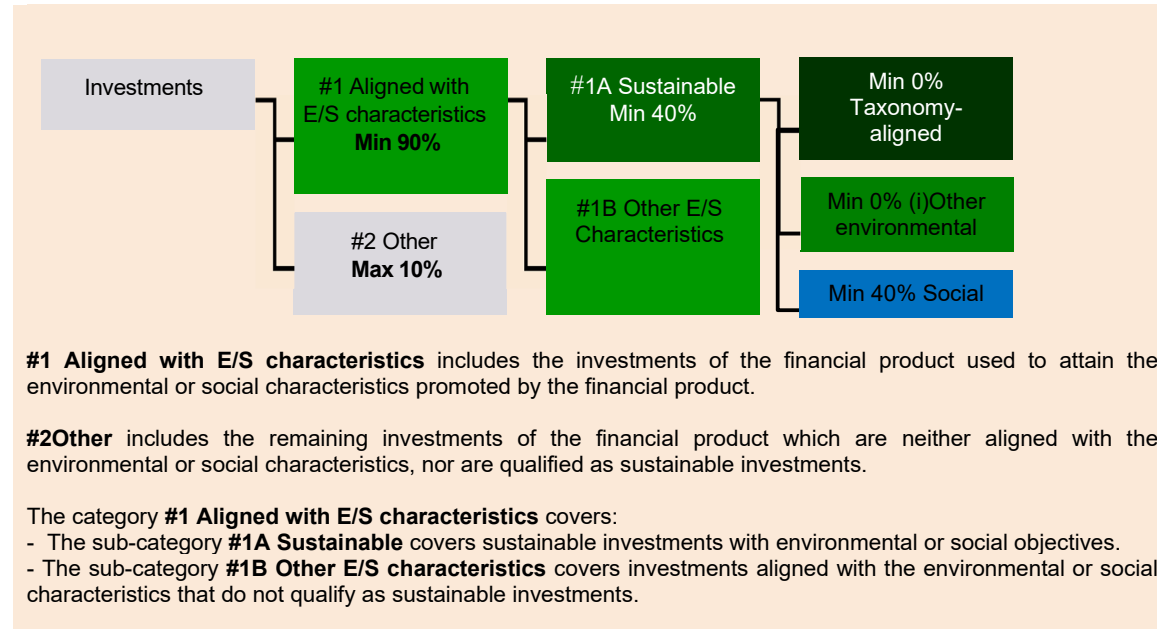 Investments
#1 Aligned with
E/S characteristics
Min 90%
#2 Other
Max 10%
#1A Sustainable
Min 40%
#1B Other E/S
Characteristics
Min 0%
Taxonomy-
aligned
Min 0% (i)Other
environmental
Min 40% Social
#1 Aligned with E/S characteristics includes the investments of the financial product used to attain the
environmental or social characteristics promoted by the financial product.
#2Other includes the remaining investments of the financial product which are neither aligned with the
environmental or social characteristics, nor are qualified as sustainable investments.
The category #1 Aligned with E/S characteristics covers:
- The sub-category #1A Sustainable covers sustainable investments with environmental or social objectives.
- The sub-category #1B Other E/S characteristics covers investments aligned with the environmental or social
characteristics that do not qualify as sustainable investments.